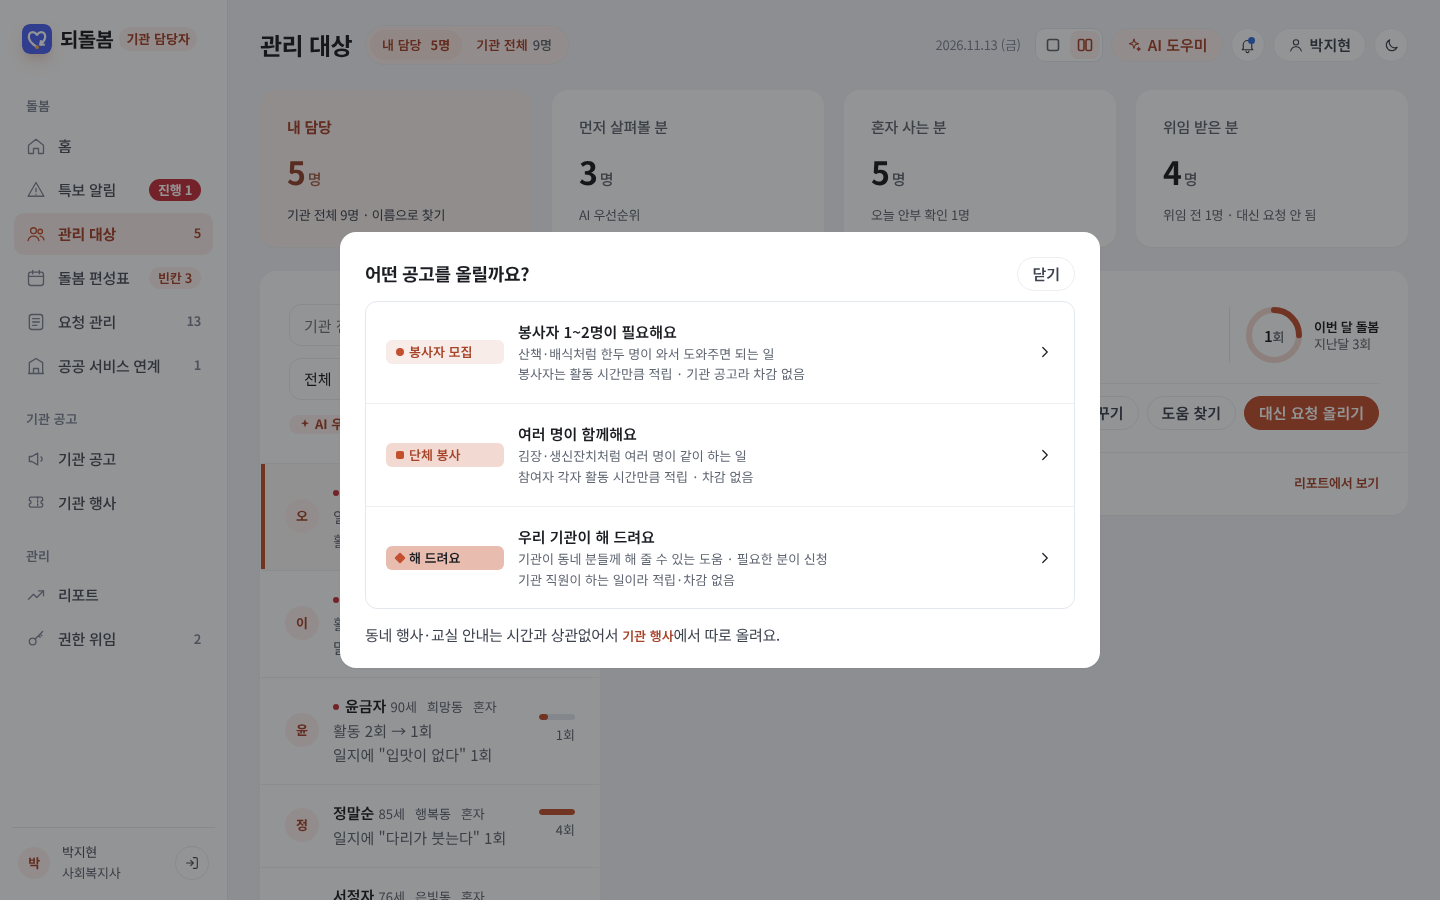 되돌봄 기관 담당자
돌봄
홈
특보 알림 진행 1
관리 대상 5
돌봄 편성표 빈칸 3
요청 관리 13
공공 서비스 연계 1
기관 공고
기관 공고
기관 행사
관리
리포트
권한 위임 2
박 박지현
사회복지사
관리 대상 내 담당 5명 기관 전체 9명
2026.11.13 (금) AI 도우미 박지현
내 담당
5명
기관 전체 9명 · 이름으로 찾기
먼저 살펴볼 분
3명
AI 우선순위
혼자 사는 분
5명
오늘 안부 확인 1명
위임 받은 분
4명
위임 전 1명 · 대신 요청 안 됨
기관
전체
AI 우
오
이
어떤 공고를 올릴까요? 닫기
봉사자 모집
봉사자 1~2명이 필요해요
산책·배식처럼 한두 명이 와서 도와주면 되는 일
봉사자는 활동 시간만큼 적립 · 기관 공고라 차감 없음
단체 봉사
여러 명이 함께해요
김장·생신잔치처럼 여러 명이 같이 하는 일
참여자 각자 활동 시간만큼 적립 · 차감 없음
해 드려요
우리 기관이 해 드려요
기관이 동네 분들께 해 줄 수 있는 도움 · 필요한 분이 신청
기관 직원이 하는 일이라 적립·차감 없음
동네 행사·교실 안내는 시간과 상관없어서 기관 행사에서 따로 올려요.
1회
이번 달 돌봄
지난달 3회
꾸기 도움 찾기 대신 요청 올리기
리포트에서 보기
윤 윤금자 90세 희망동 혼자
활동 2회 → 1회
일지에 "입맛이 없다" 1회
1회
정 정말순 85세 행복동 혼자
일지에 "다리가 붓는다" 1회
4회
서정자 76세 은빛동 혼자